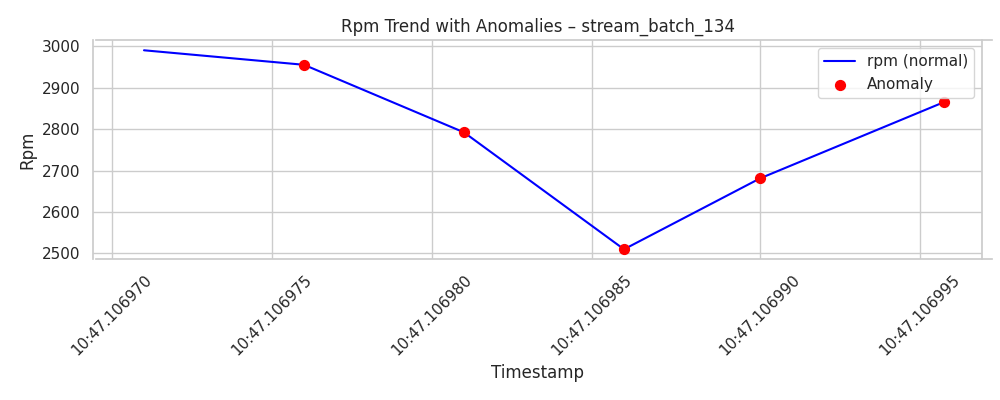 Rpm Trend with Anomalies – stream_batch_134
rpm (normal)
Anomaly
Rpm
3000
2900
2800
2700
2600
2500
10:47.106970
10:47.106975
10:47.106980
10:47.106985
10:47.106990
10:47.106995
Timestamp